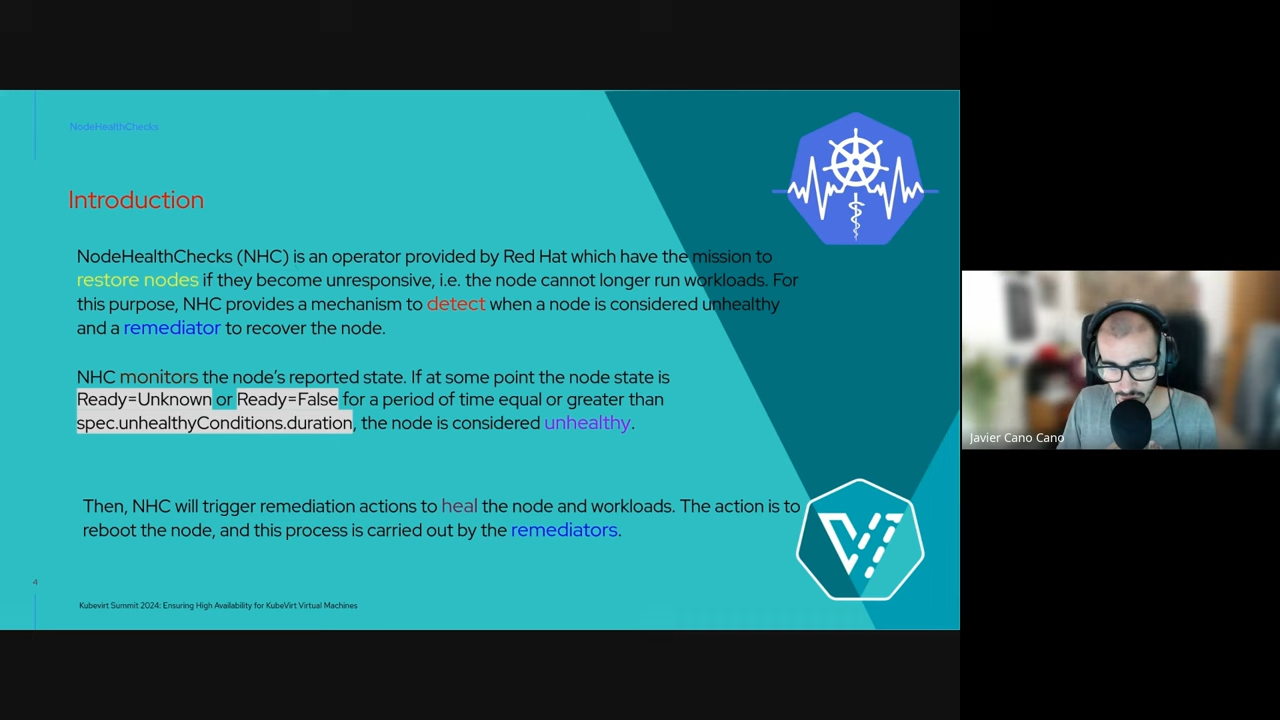 NodeHealthChecks
Introduction
NodeHealthChecks (NHC) is an operator provided by Red Hat which have the mission to
restore nodes if they become unresponsive, i.e. the node cannot longer run workloads. For
this purpose, NHC provides a mechanism to detect when a node is considered unhealthy
and a remediator to recover the node.
NHC monitors the node's reported state. If at some point the node state is
Ready=Unknown or Ready=False for a period of time equal or greater than
spec.unhealthyConditions.duration, the node is considered unhealthy.
Then, NHC will trigger remediation actions to heal the node and workloads. The action is to
reboot the node, and this process is carried out by the remediators.
4
Kubevirt Summit 2024: Ensuring High Availability for KubeVirt Virtual Machines
Javier Cano Cano